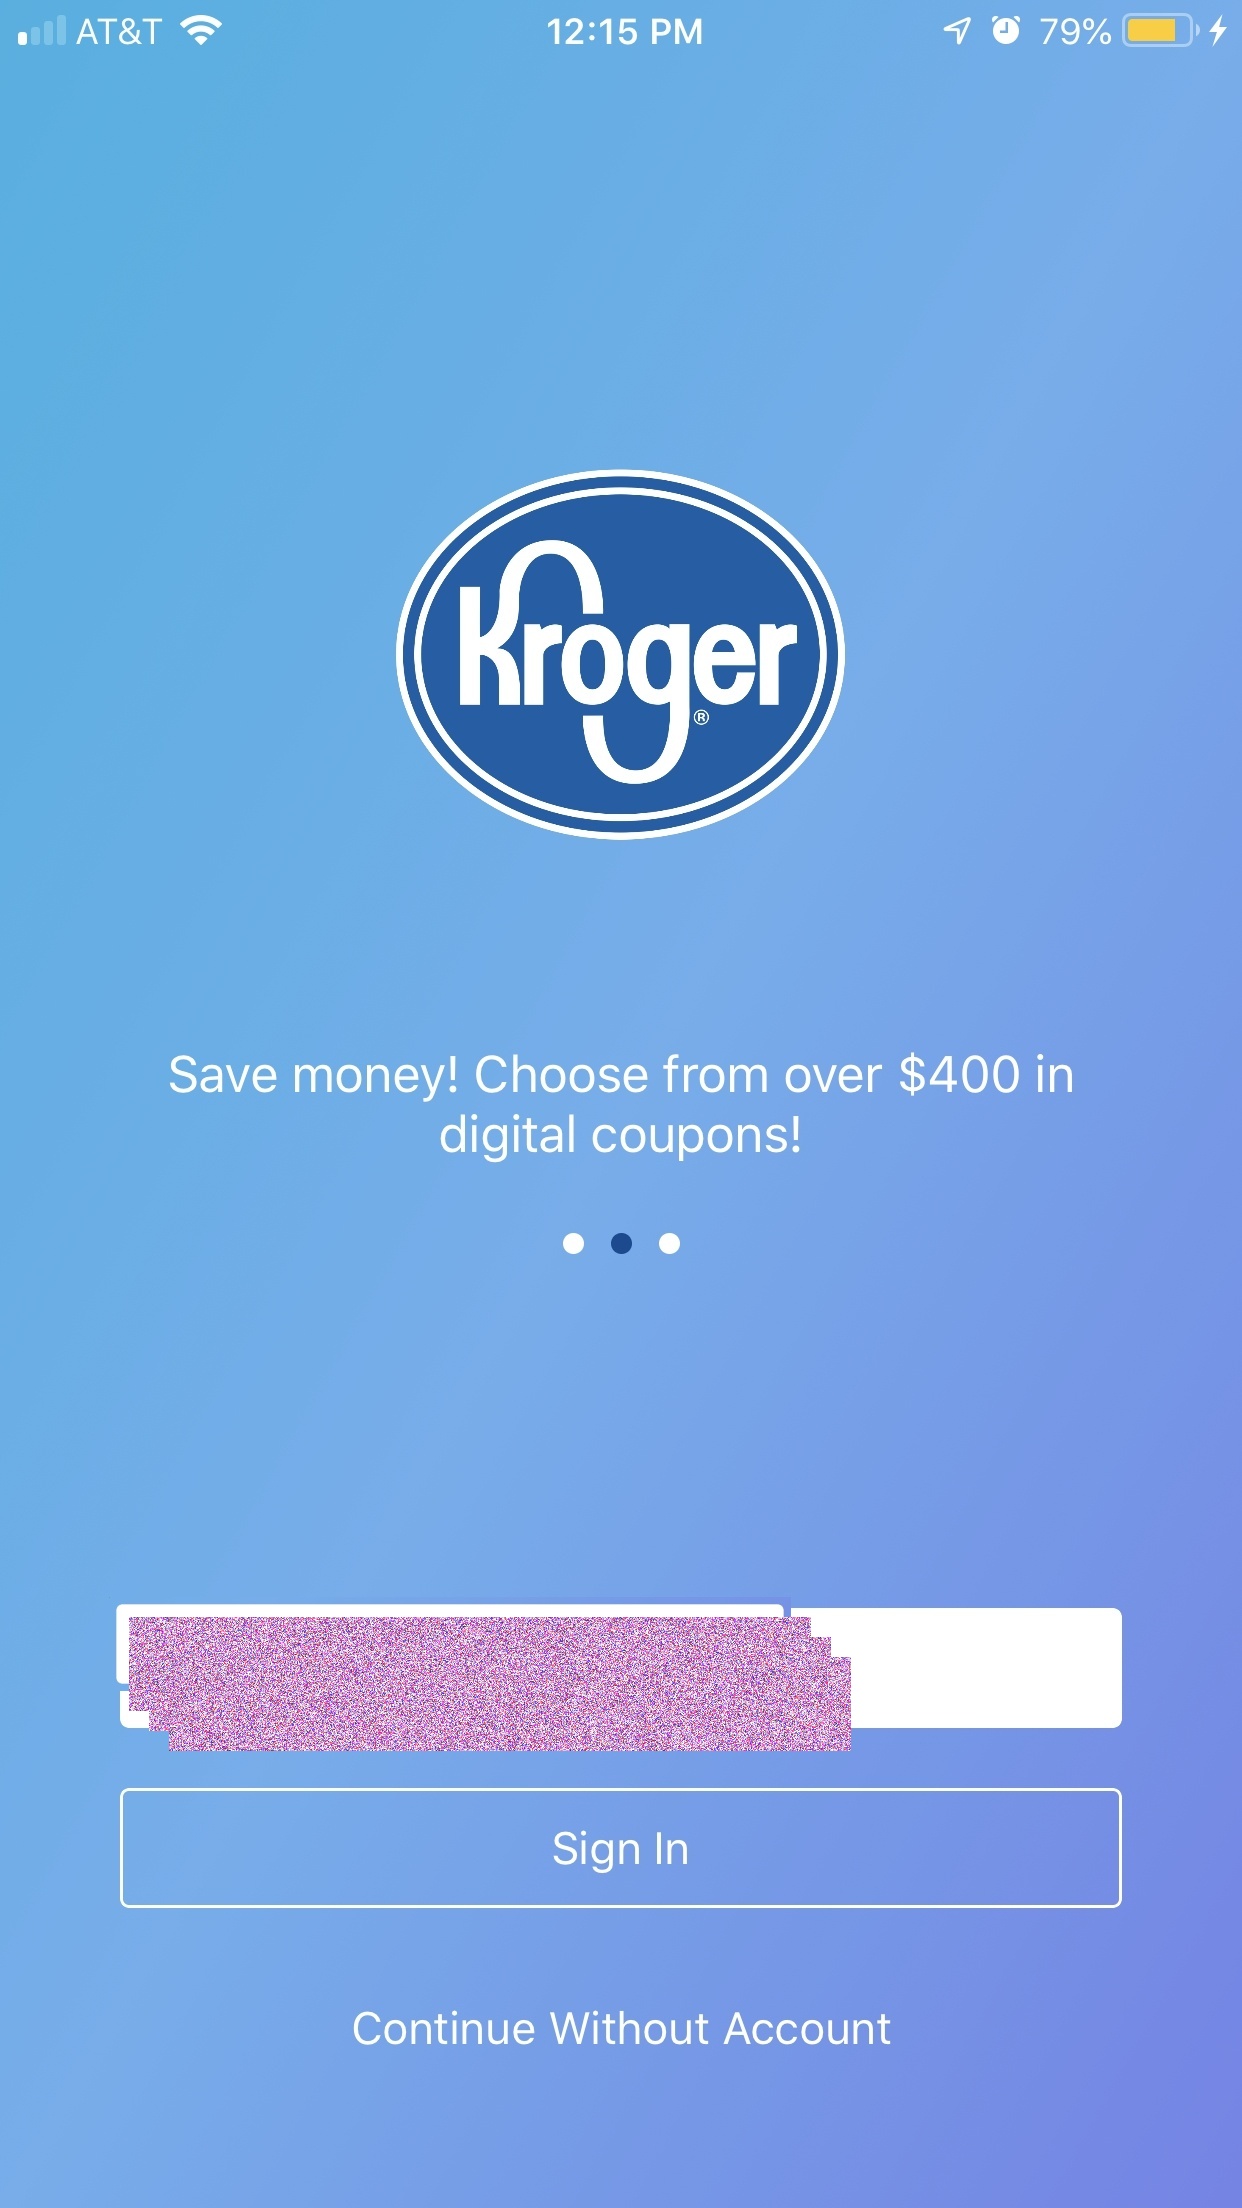 AT&T 12:15 PM 79%
Kroger®
Save money! Choose from over $400 in
digital coupons!
Sign In
Continue Without Account